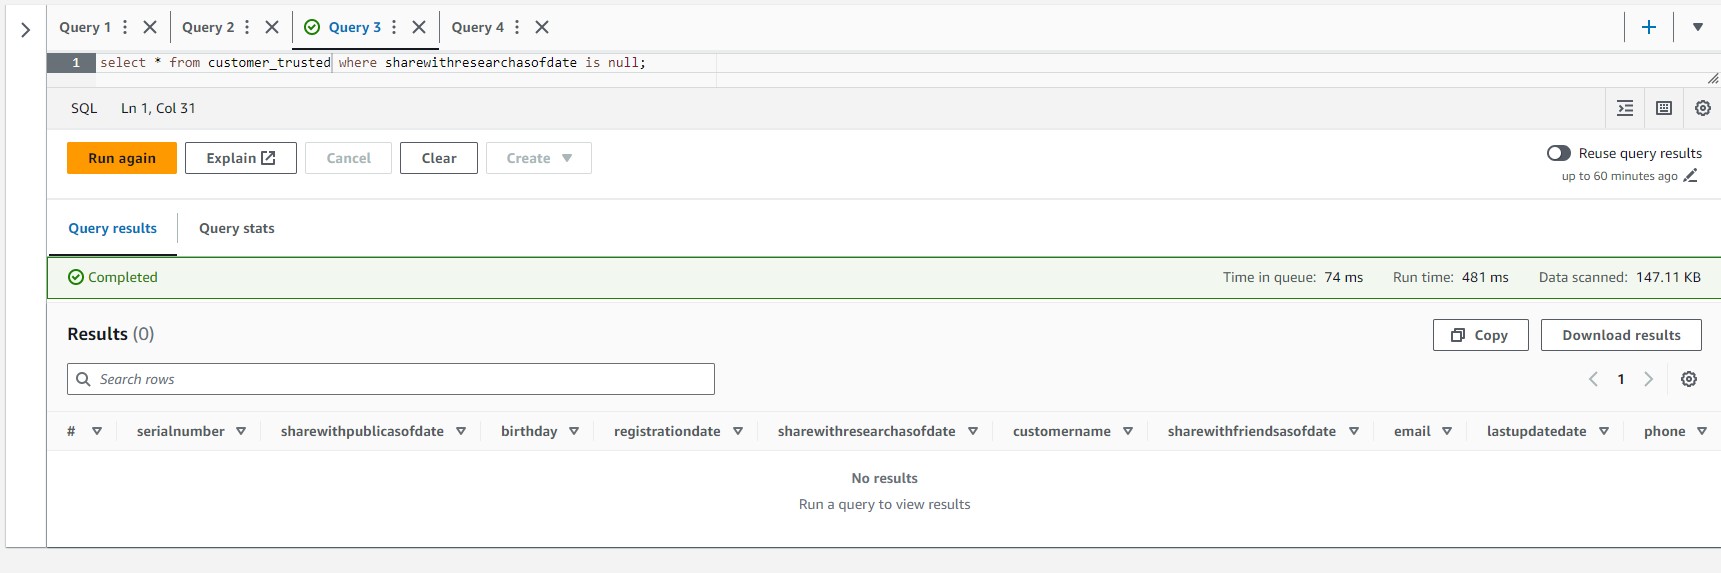 Query 1 Query 2 Query 3 Query 4
1 select * from customer_trusted where sharewithresearchasofdate is null;
SQL Ln 1, Col 31
Run again Explain Cancel Clear Create
Reuse query results
up to 60 minutes ago
Query results Query stats
Completed Time in queue: 74 ms Run time: 481 ms Data scanned: 147.11 KB
Results (0) Copy Download results
Search rows 1
# serialnumber sharewithpublicasofdate birthday registrationdate sharewithresearchasofdate customername sharewithfriendsasofdate email lastupdatedate phone
No results
Run a query to view results